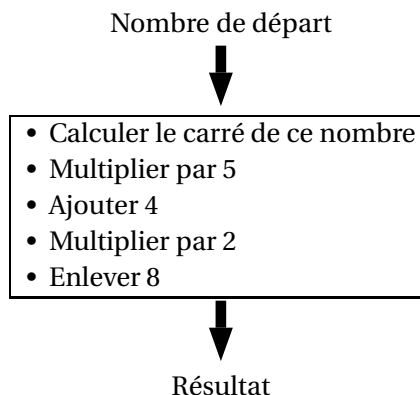 Nombre de départ
• Calculer le carré de ce nombre
• Multiplier par 5
• Ajouter 4
• Multiplier par 2
• Enlever 8
Résultat